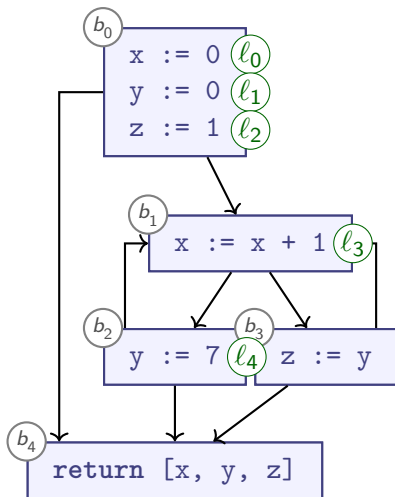 b₀
x := 0 ℓ₀
y := 0 ℓ₁
z := 1 ℓ₂
b₁
x := x + 1 ℓ₃
b₂
y := 7 ℓ₄
b₃
z := y
b₄
return [x, y, z]